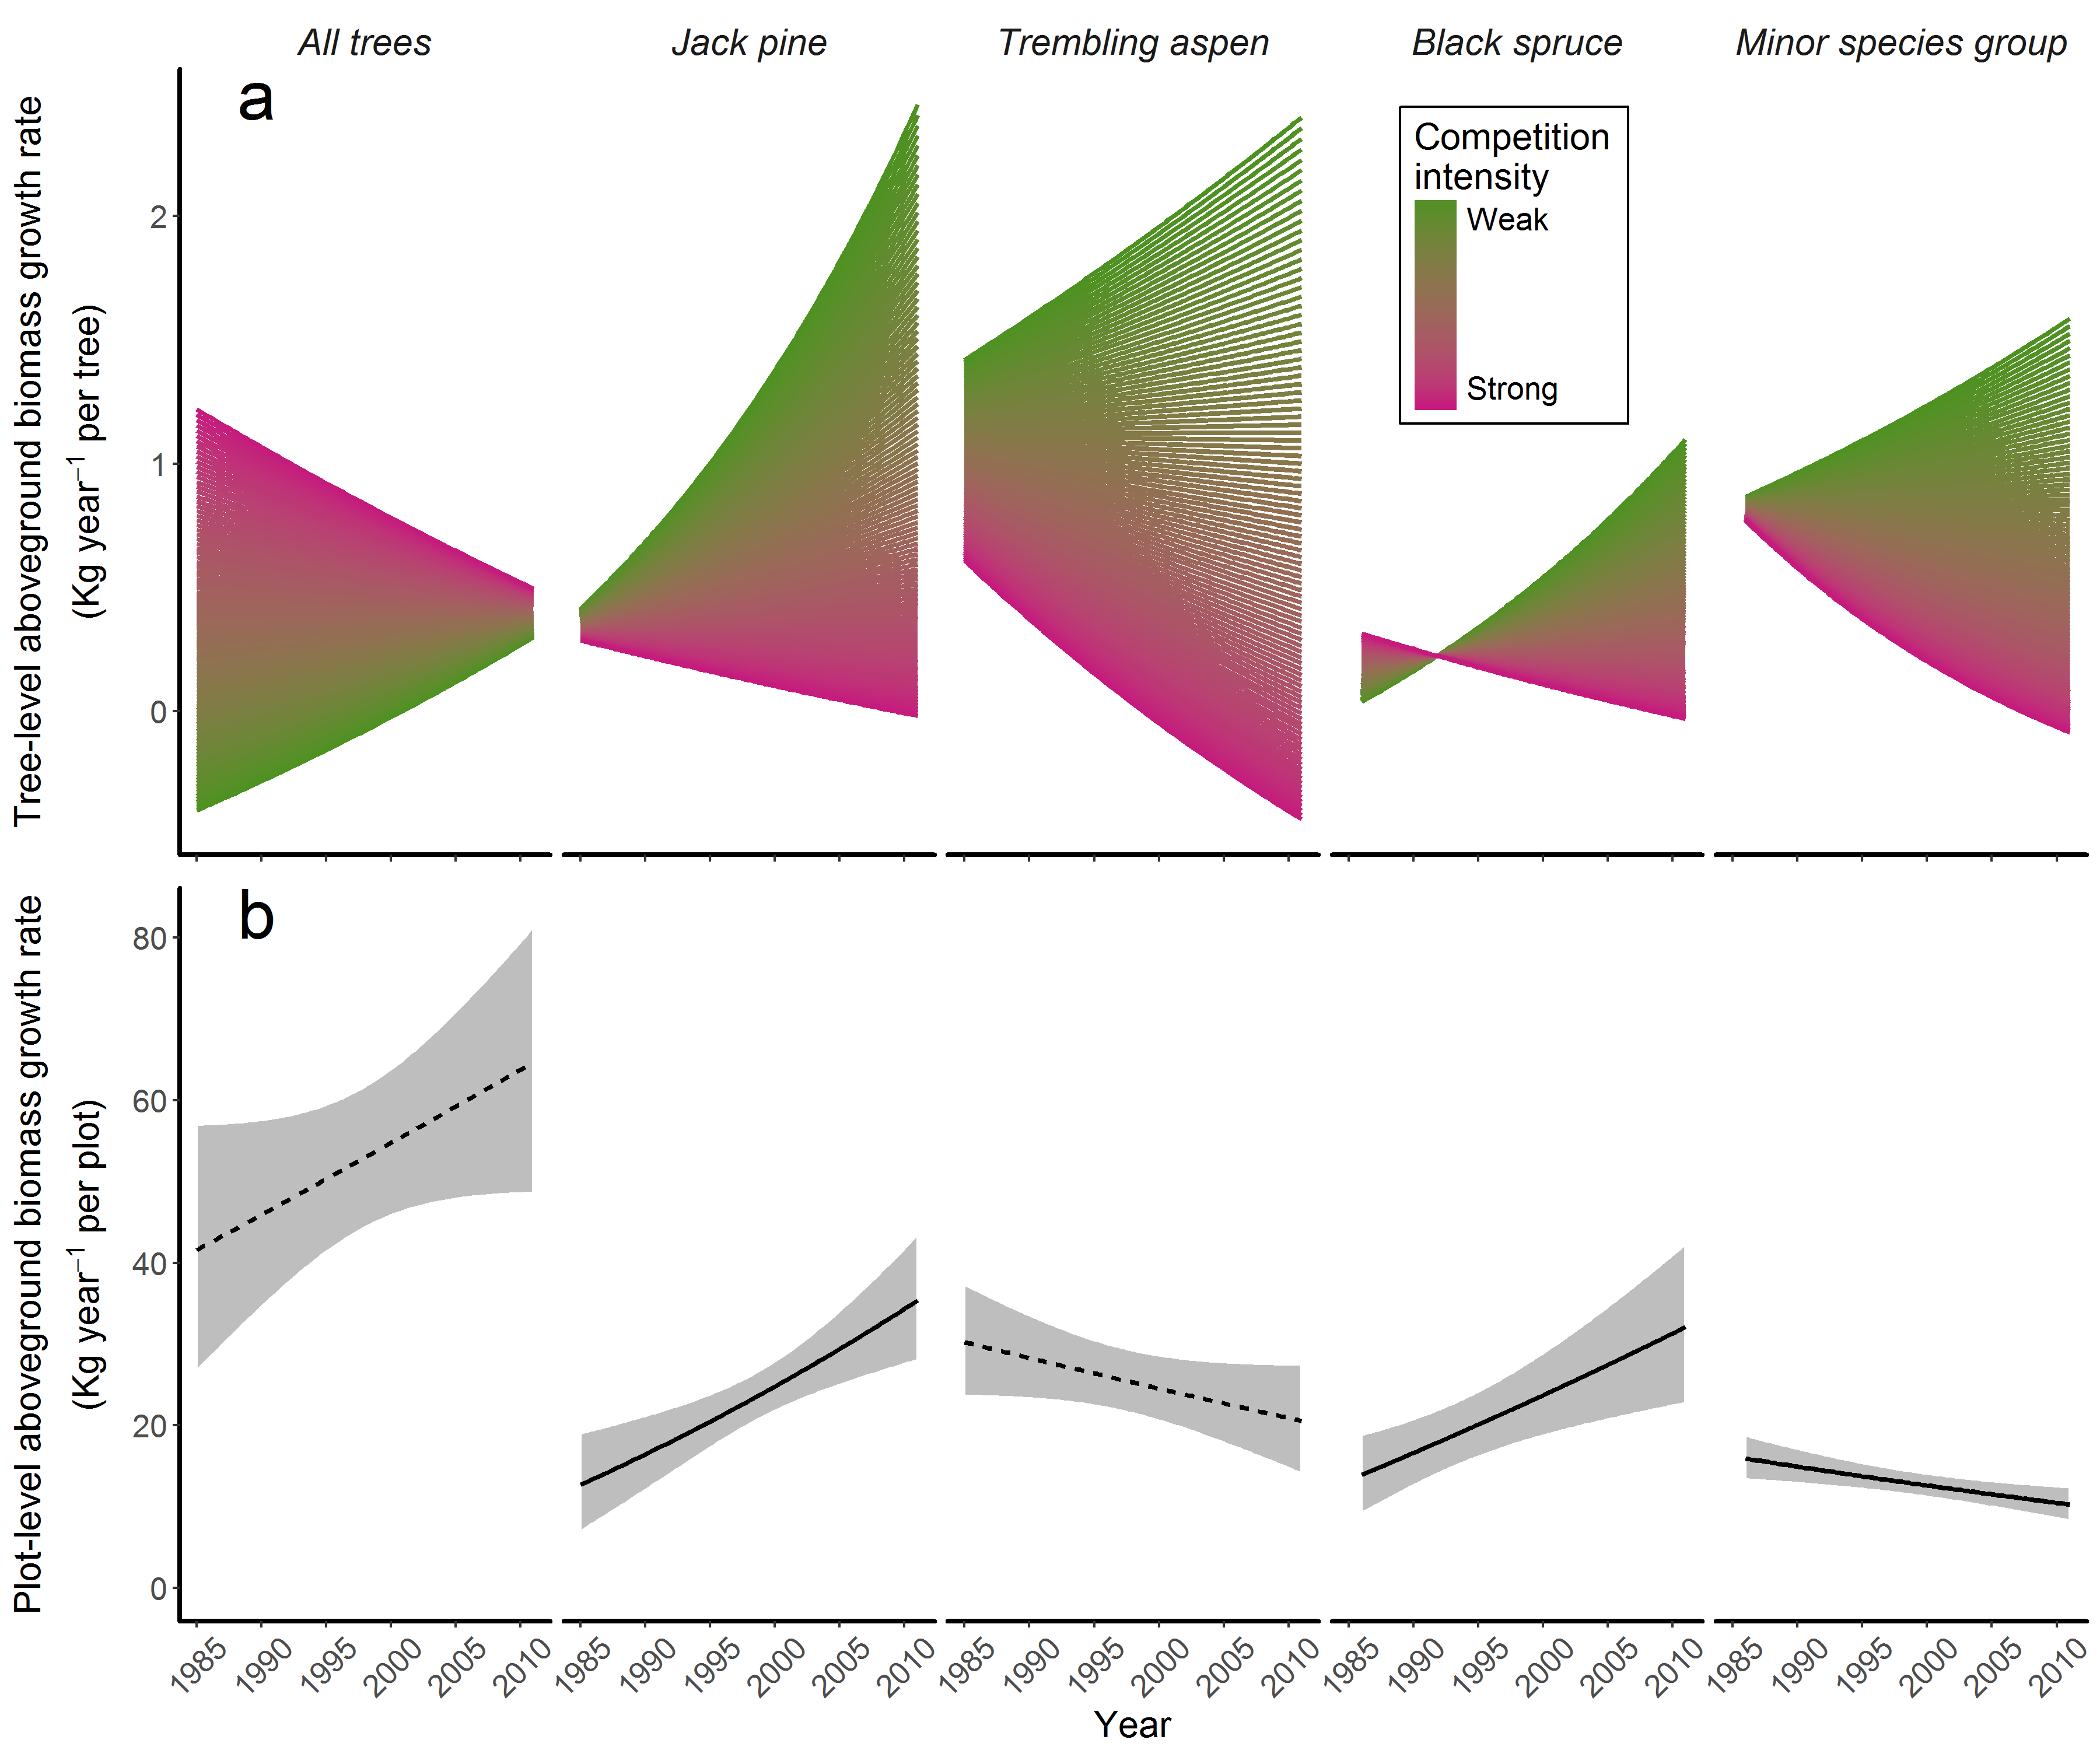 All trees
Jack pine
Trembling aspen
Black spruce
Minor species group
a
Tree-level aboveground biomass growth rate
(Kg year⁻¹ per tree)
2
1
0
Competition
intensity
Weak
Strong
b
Plot-level aboveground biomass growth rate
(Kg year⁻¹ per plot)
80
60
40
20
0
1985 1990 1995 2000 2005 2010
1985 1990 1995 2000 2005 2010
1985 1990 1995 2000 2005 2010
1985 1990 1995 2000 2005 2010
1985 1990 1995 2000 2005 2010
Year